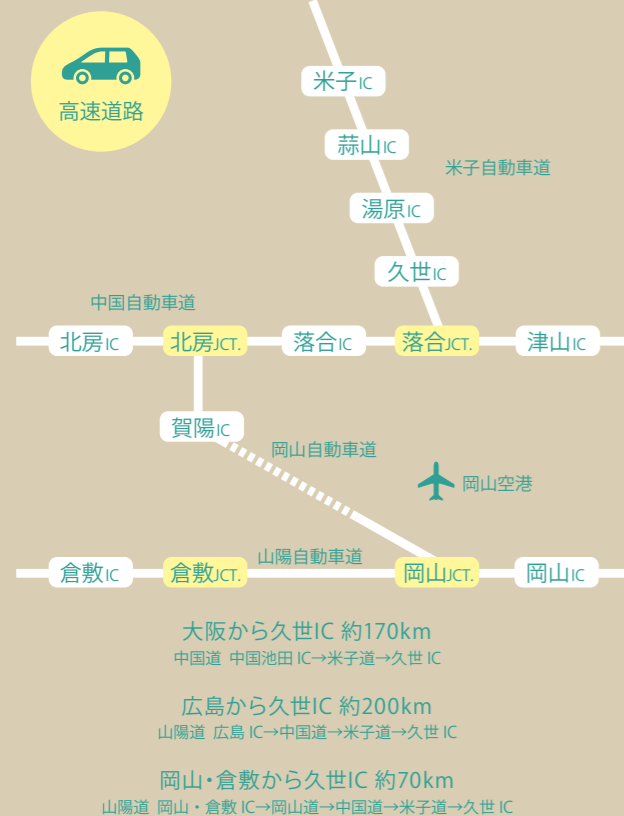 高速道路
米子IC
蒜山IC
米子自動車道
湯原IC
久世IC
中国自動車道
北房IC
北房JCT.
落合IC
落合JCT.
津山IC
賀陽IC
岡山自動車道
岡山空港
山陽自動車道
倉敷IC
倉敷JCT.
岡山JCT.
岡山IC
大阪から久世IC 約170km
中国道 中国池田 IC→米子道→久世 IC
広島から久世IC 約200km
山陽道 広島 IC→中国道→米子道→久世 IC
岡山・倉敷から久世IC 約70km
山陽道 岡山・倉敷 IC→岡山道→中国道→米子道→久世 IC